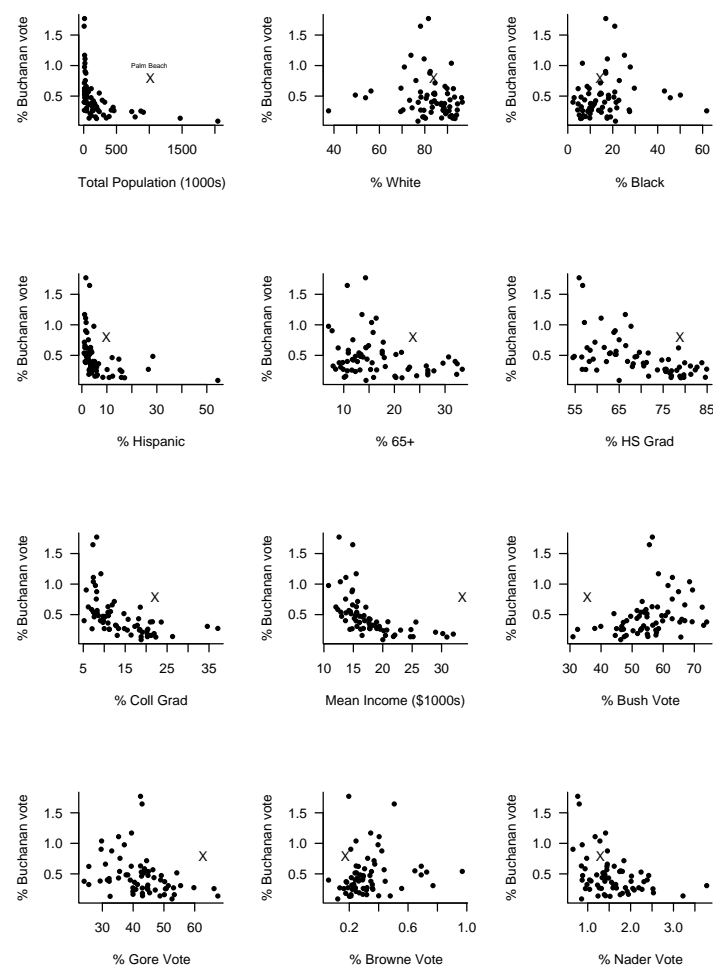 % Buchanan vote
1.5
1.0
0.5
Palm Beach
X
0 500 1500
Total Population (1000s)
% Buchanan vote
1.5
1.0
0.5
X
40 60 80
% White
% Buchanan vote
1.5
1.0
0.5
X
0 20 40 60
% Black
% Buchanan vote
1.5
1.0
0.5
X
0 10 30 50
% Hispanic
% Buchanan vote
1.5
1.0
0.5
X
10 20 30
% 65+
% Buchanan vote
1.5
1.0
0.5
X
55 65 75 85
% HS Grad
% Buchanan vote
1.5
1.0
0.5
X
5 15 25 35
% Coll Grad
% Buchanan vote
1.5
1.0
0.5
X
10 15 20 25 30
Mean Income ($1000s)
% Buchanan vote
1.5
1.0
0.5
X
30 40 50 60 70
% Bush Vote
% Buchanan vote
1.5
1.0
0.5
X
30 40 50 60
% Gore Vote
% Buchanan vote
1.5
1.0
0.5
X
0.2 0.6 1.0
% Browne Vote
% Buchanan vote
1.5
1.0
0.5
X
1.0 2.0 3.0
% Nader Vote